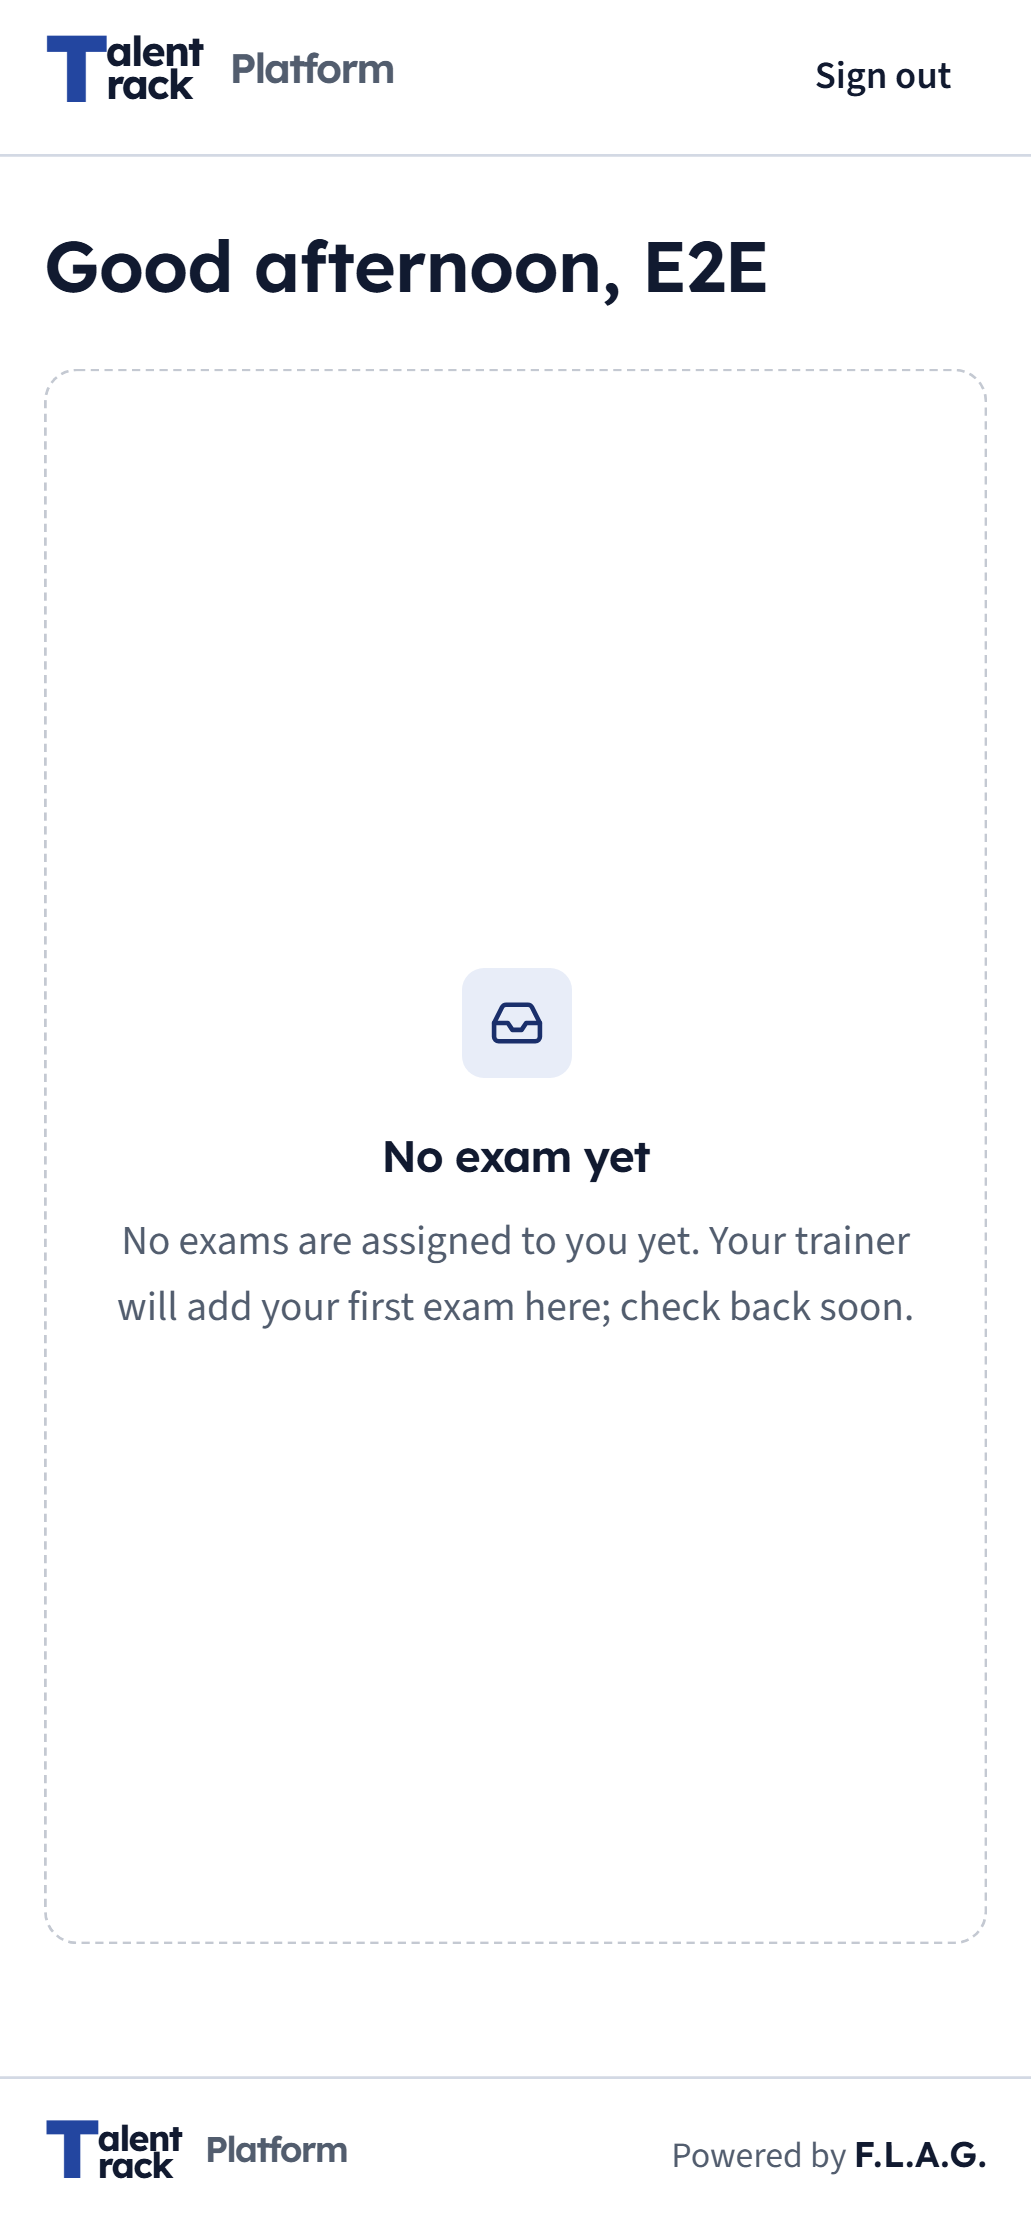 Talent
Track
Platform
Sign out
Good afternoon, E2E
No exam yet
No exams are assigned to you yet. Your trainer
will add your first exam here; check back soon.
Talent
Track
Platform
Powered by F.L.A.G.